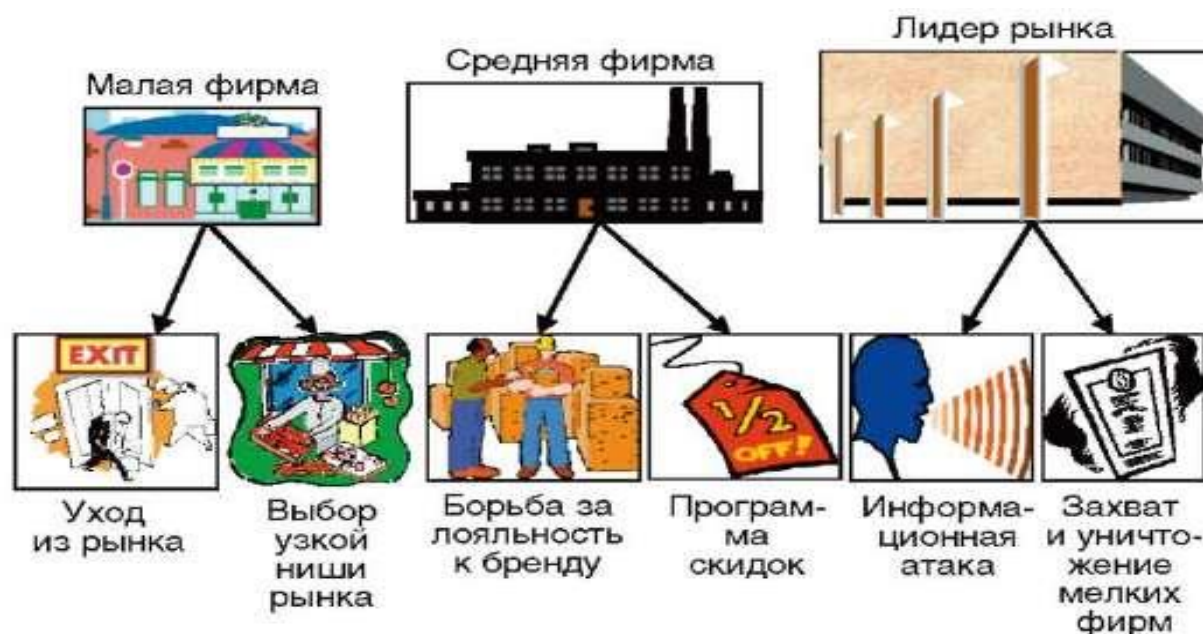 Малая фирма
Средняя фирма
Лидер рынка
EXIT
1/2
OFF!
Уход
из рынка
Выбор
узкой
ниши
рынка
Борьба за
лояльность
к бренду
Програм-
ма
скидок
Информа-
ционная
атака
Захват
и уничто-
жение
мелких
фирм